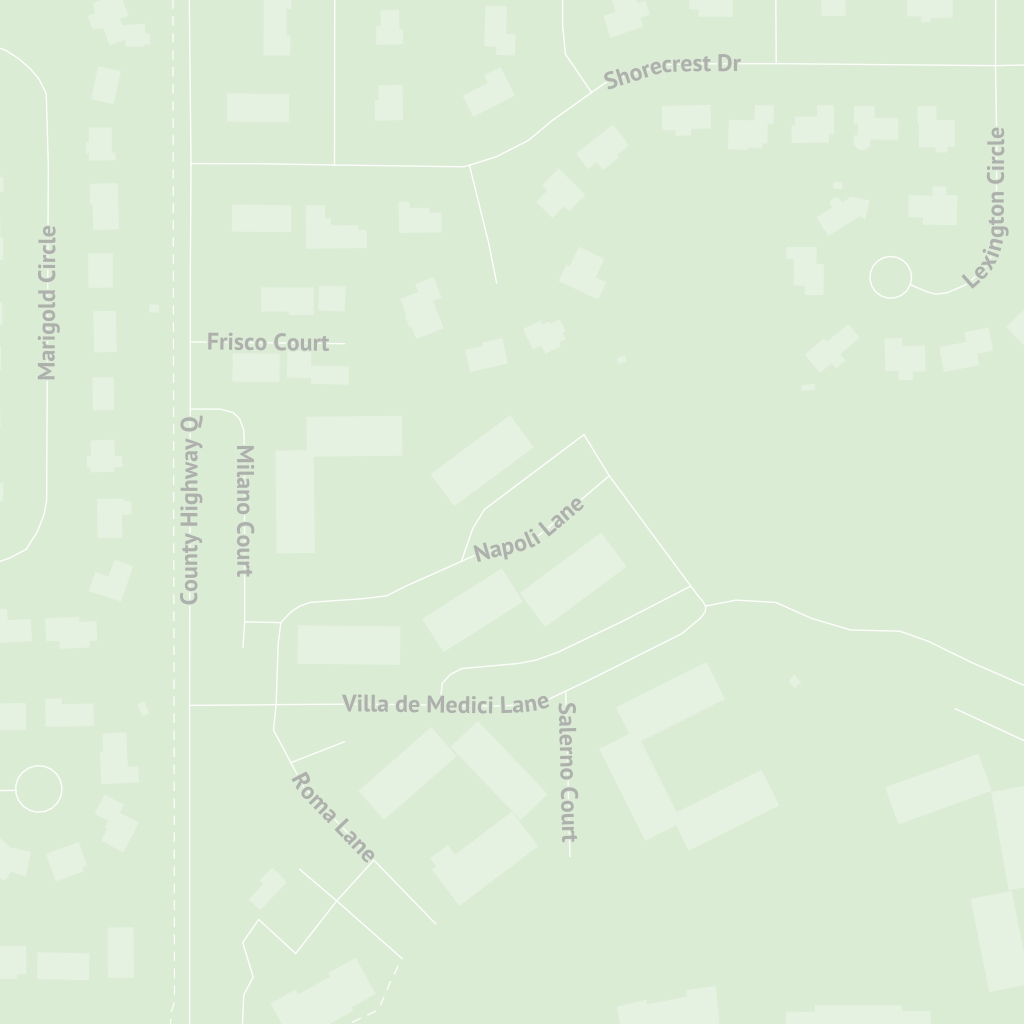 Shorecrest Dr
Lexington Circle
Marigold Circle
Frisco Court
County Highway Q
Milano Court
Napoli Lane
Villa de Medici Lane
Salerno Court
Roma Lane